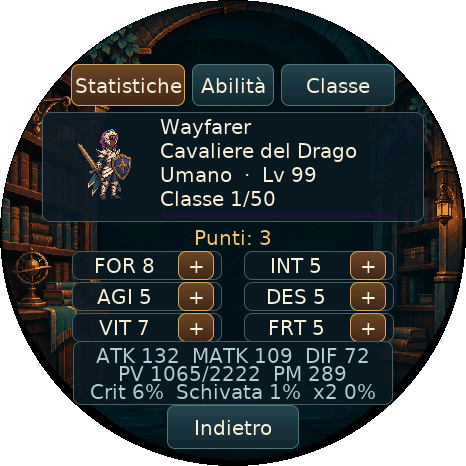 Statistiche Abilità Classe
Wayfarer
Cavaliere del Drago
Umano · Lv 99
Classe 1/50
Punti: 3
FOR 8 + INT 5 +
AGI 5 + DES 5 +
VIT 7 + FRT 5 +
ATK 132 MATK 109 DIF 72
PV 1065/2222 PM 289
Crit 6% Schivata 1% x2 0%
Indietro